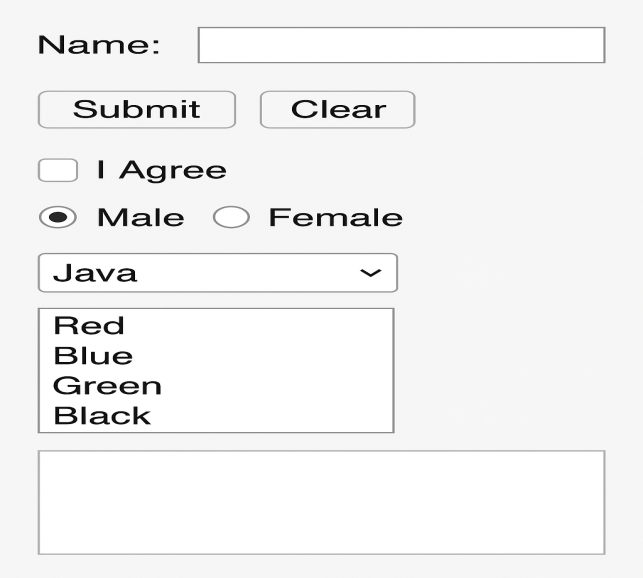 Name:
Submit Clear
I Agree
Male Female
Java
Red
Blue
Green
Black